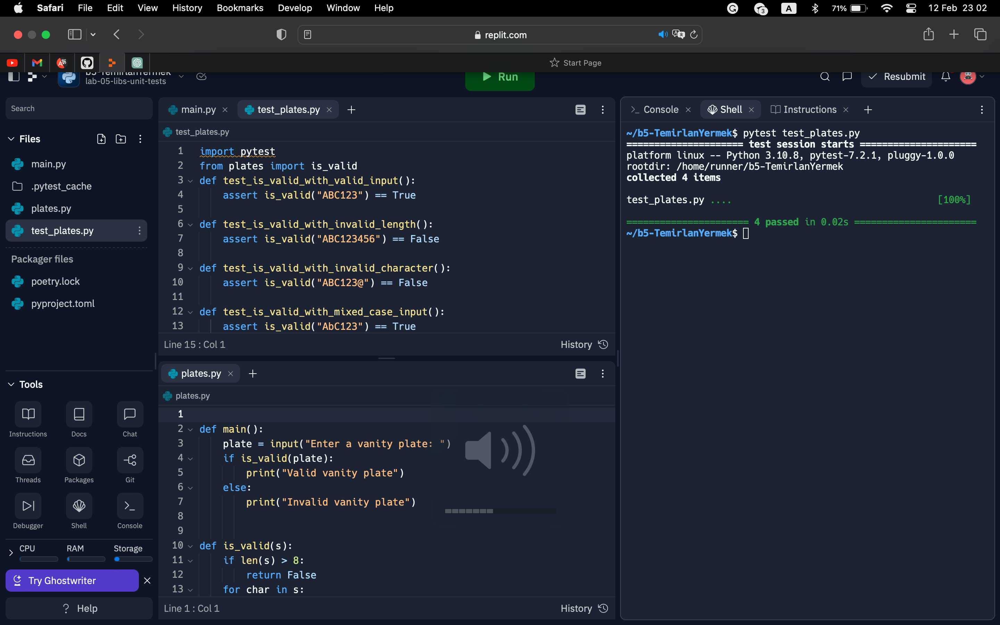 Safari File Edit View History Bookmarks Develop Window Help
3 A 71% 12 Feb 23 02
replit.com
Start Page
b5-TemirlanYermek
lab-05-libs-unit-tests
Run
Resubmit
Search
Files
main.py
.pytest_cache
plates.py
test_plates.py
Packager files
poetry.lock
pyproject.toml
Tools
Instructions Docs Chat
Threads Packages Git
Debugger Shell Console
CPU RAM Storage
Try Ghostwriter
? Help
main.py test_plates.py
test_plates.py
1 import pytest
2 from plates import is_valid
3 def test_is_valid_with_valid_input():
4 assert is_valid("ABC123") == True
5
6 def test_is_valid_with_invalid_length():
7 assert is_valid("ABC123456") == False
8
9 def test_is_valid_with_invalid_character():
10 assert is_valid("ABC123@") == False
11
12 def test_is_valid_with_mixed_case_input():
13 assert is_valid("AbC123") == True
Line 15 : Col 1 History
plates.py
plates.py
1
2 def main():
3 plate = input("Enter a vanity plate: ")
4 if is_valid(plate):
5 print("Valid vanity plate")
6 else:
7 print("Invalid vanity plate")
8
9
10 def is_valid(s):
11 if len(s) > 8:
12 return False
13 for char in s:
Line 1 : Col 1 History
Console Shell Instructions
~/b5-TemirlanYermek$ pytest test_plates.py
===================== test session starts =====================
platform linux -- Python 3.10.8, pytest-7.2.1, pluggy-1.0.0
rootdir: /home/runner/b5-TemirlanYermek
collected 4 items
test_plates.py .... [100%]
====================== 4 passed in 0.02s ======================
~/b5-TemirlanYermek$